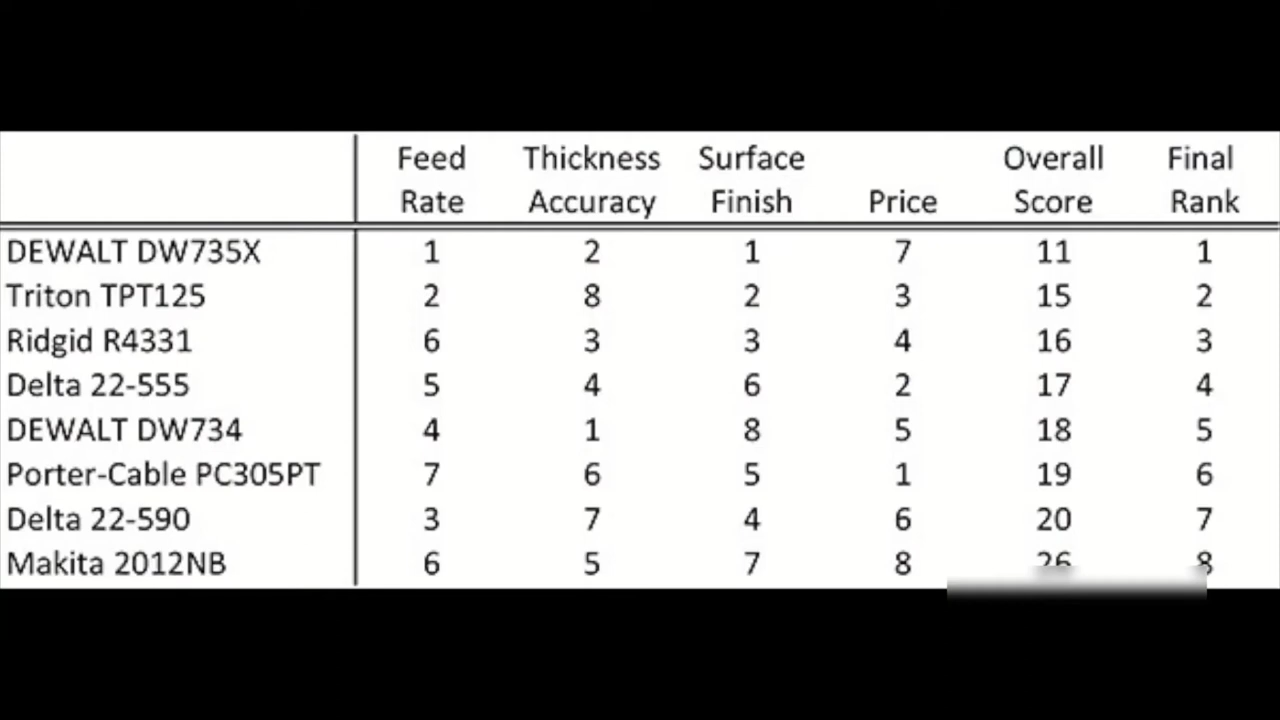 Feed Thickness Surface Overall Final
Rate Accuracy Finish Price Score Rank
DEWALT DW735X 1 2 1 7 11 1
Triton TPT125 2 8 2 3 15 2
Ridgid R4331 6 3 3 4 16 3
Delta 22-555 5 4 6 2 17 4
DEWALT DW734 4 1 8 5 18 5
Porter-Cable PC305PT 7 6 5 1 19 6
Delta 22-590 3 7 4 6 20 7
Makita 2012NB 6 5 7 8 26 8